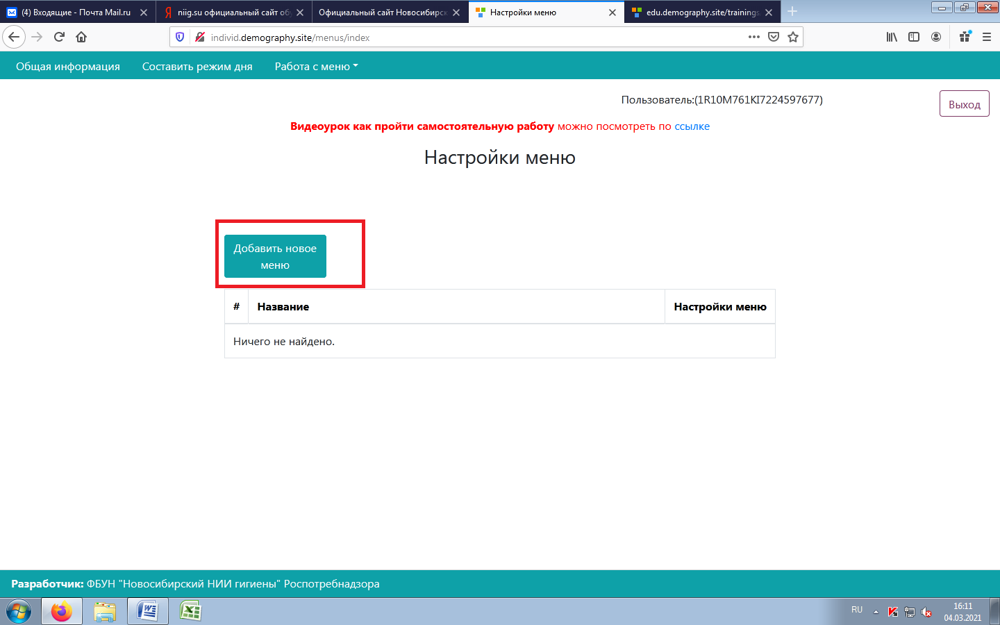 (4) Входящие - Почта Mail.ru
niig.su официальный сайт обу
Официальный сайт Новосибирск
Настройки меню
edu.demography.site/trainings
individ.demography.site/menus/index
Общая информация
Составить режим дня
Работа с меню
Пользователь:(1R10M761KI7224597677)
Выход
Видеоурок как пройти самостоятельную работу можно посмотреть по ссылке
Настройки меню
Добавить новое
меню
# Название Настройки меню
Ничего не найдено.
Разработчик: ФБУН "Новосибирский НИИ гигиены" Роспотребнадзора
RU
16:11
04.03.2021